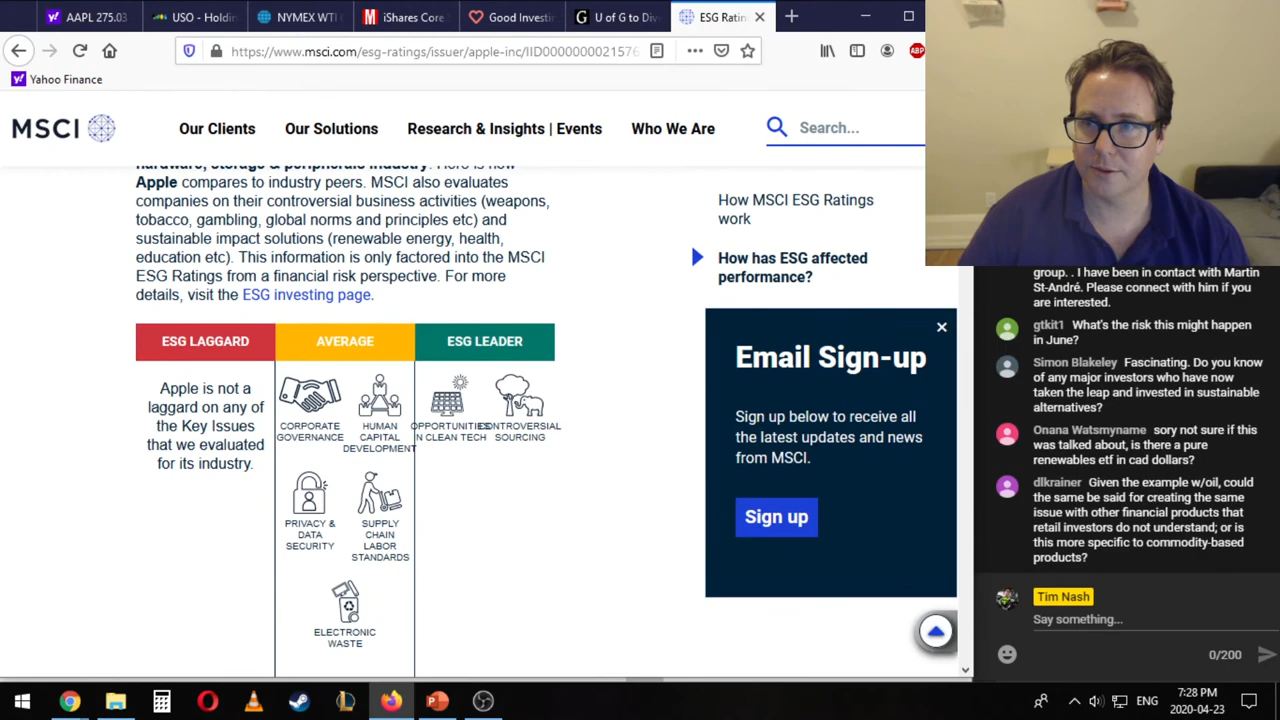 AAPL 275.03
USO - Holdin
NYMEX WTI
iShares Core
Good Investi
U of G to Div
ESG Ratin
https://www.msci.com/esg-ratings/issuer/apple-inc/IID0000000021576
ABP
Yahoo Finance
MSCI
Our Clients
Our Solutions
Research & Insights | Events
Who We Are
Search...
hardware, storage & peripherals industry. Here is how
Apple compares to industry peers. MSCI also evaluates
companies on their controversial business activities (weapons,
tobacco, gambling, global norms and principles etc) and
sustainable impact solutions (renewable energy, health,
education etc). This information is only factored into the MSCI
ESG Ratings from a financial risk perspective. For more
details, visit the ESG investing page.
ESG LAGGARD
AVERAGE
ESG LEADER
Apple is not a
laggard on any of
the Key Issues
that we evaluated
for its industry.
CORPORATE
GOVERNANCE
HUMAN
CAPITAL
DEVELOPMENT
OPPORTUNITIES
IN CLEAN TECH
CONTROVERSIAL
SOURCING
PRIVACY &
DATA
SECURITY
SUPPLY
CHAIN
LABOR
STANDARDS
ELECTRONIC
WASTE
How MSCI ESG Ratings
work
How has ESG affected
performance?
Email Sign-up
Sign up below to receive all
the latest updates and news
from MSCI.
Sign up
group. . I have been in contact with Martin
St-André. Please connect with him if you
are interested.
gtkit1 What's the risk this might happen
in June?
Simon Blakeley Fascinating. Do you know
of any major investors who have now
taken the leap and invested in sustainable
alternatives?
Onana Watsmyname sorry not sure if this
was talked about, is there a pure
renewables etf in cad dollars?
dlkrainer Given the example w/oil, could
the same be said for creating the same
issue with other financial products that
retail investors do not understand; or is
this more specific to commodity-based
products?
Tim Nash
Say something...
0/200
ENG
7:28 PM
2020-04-23